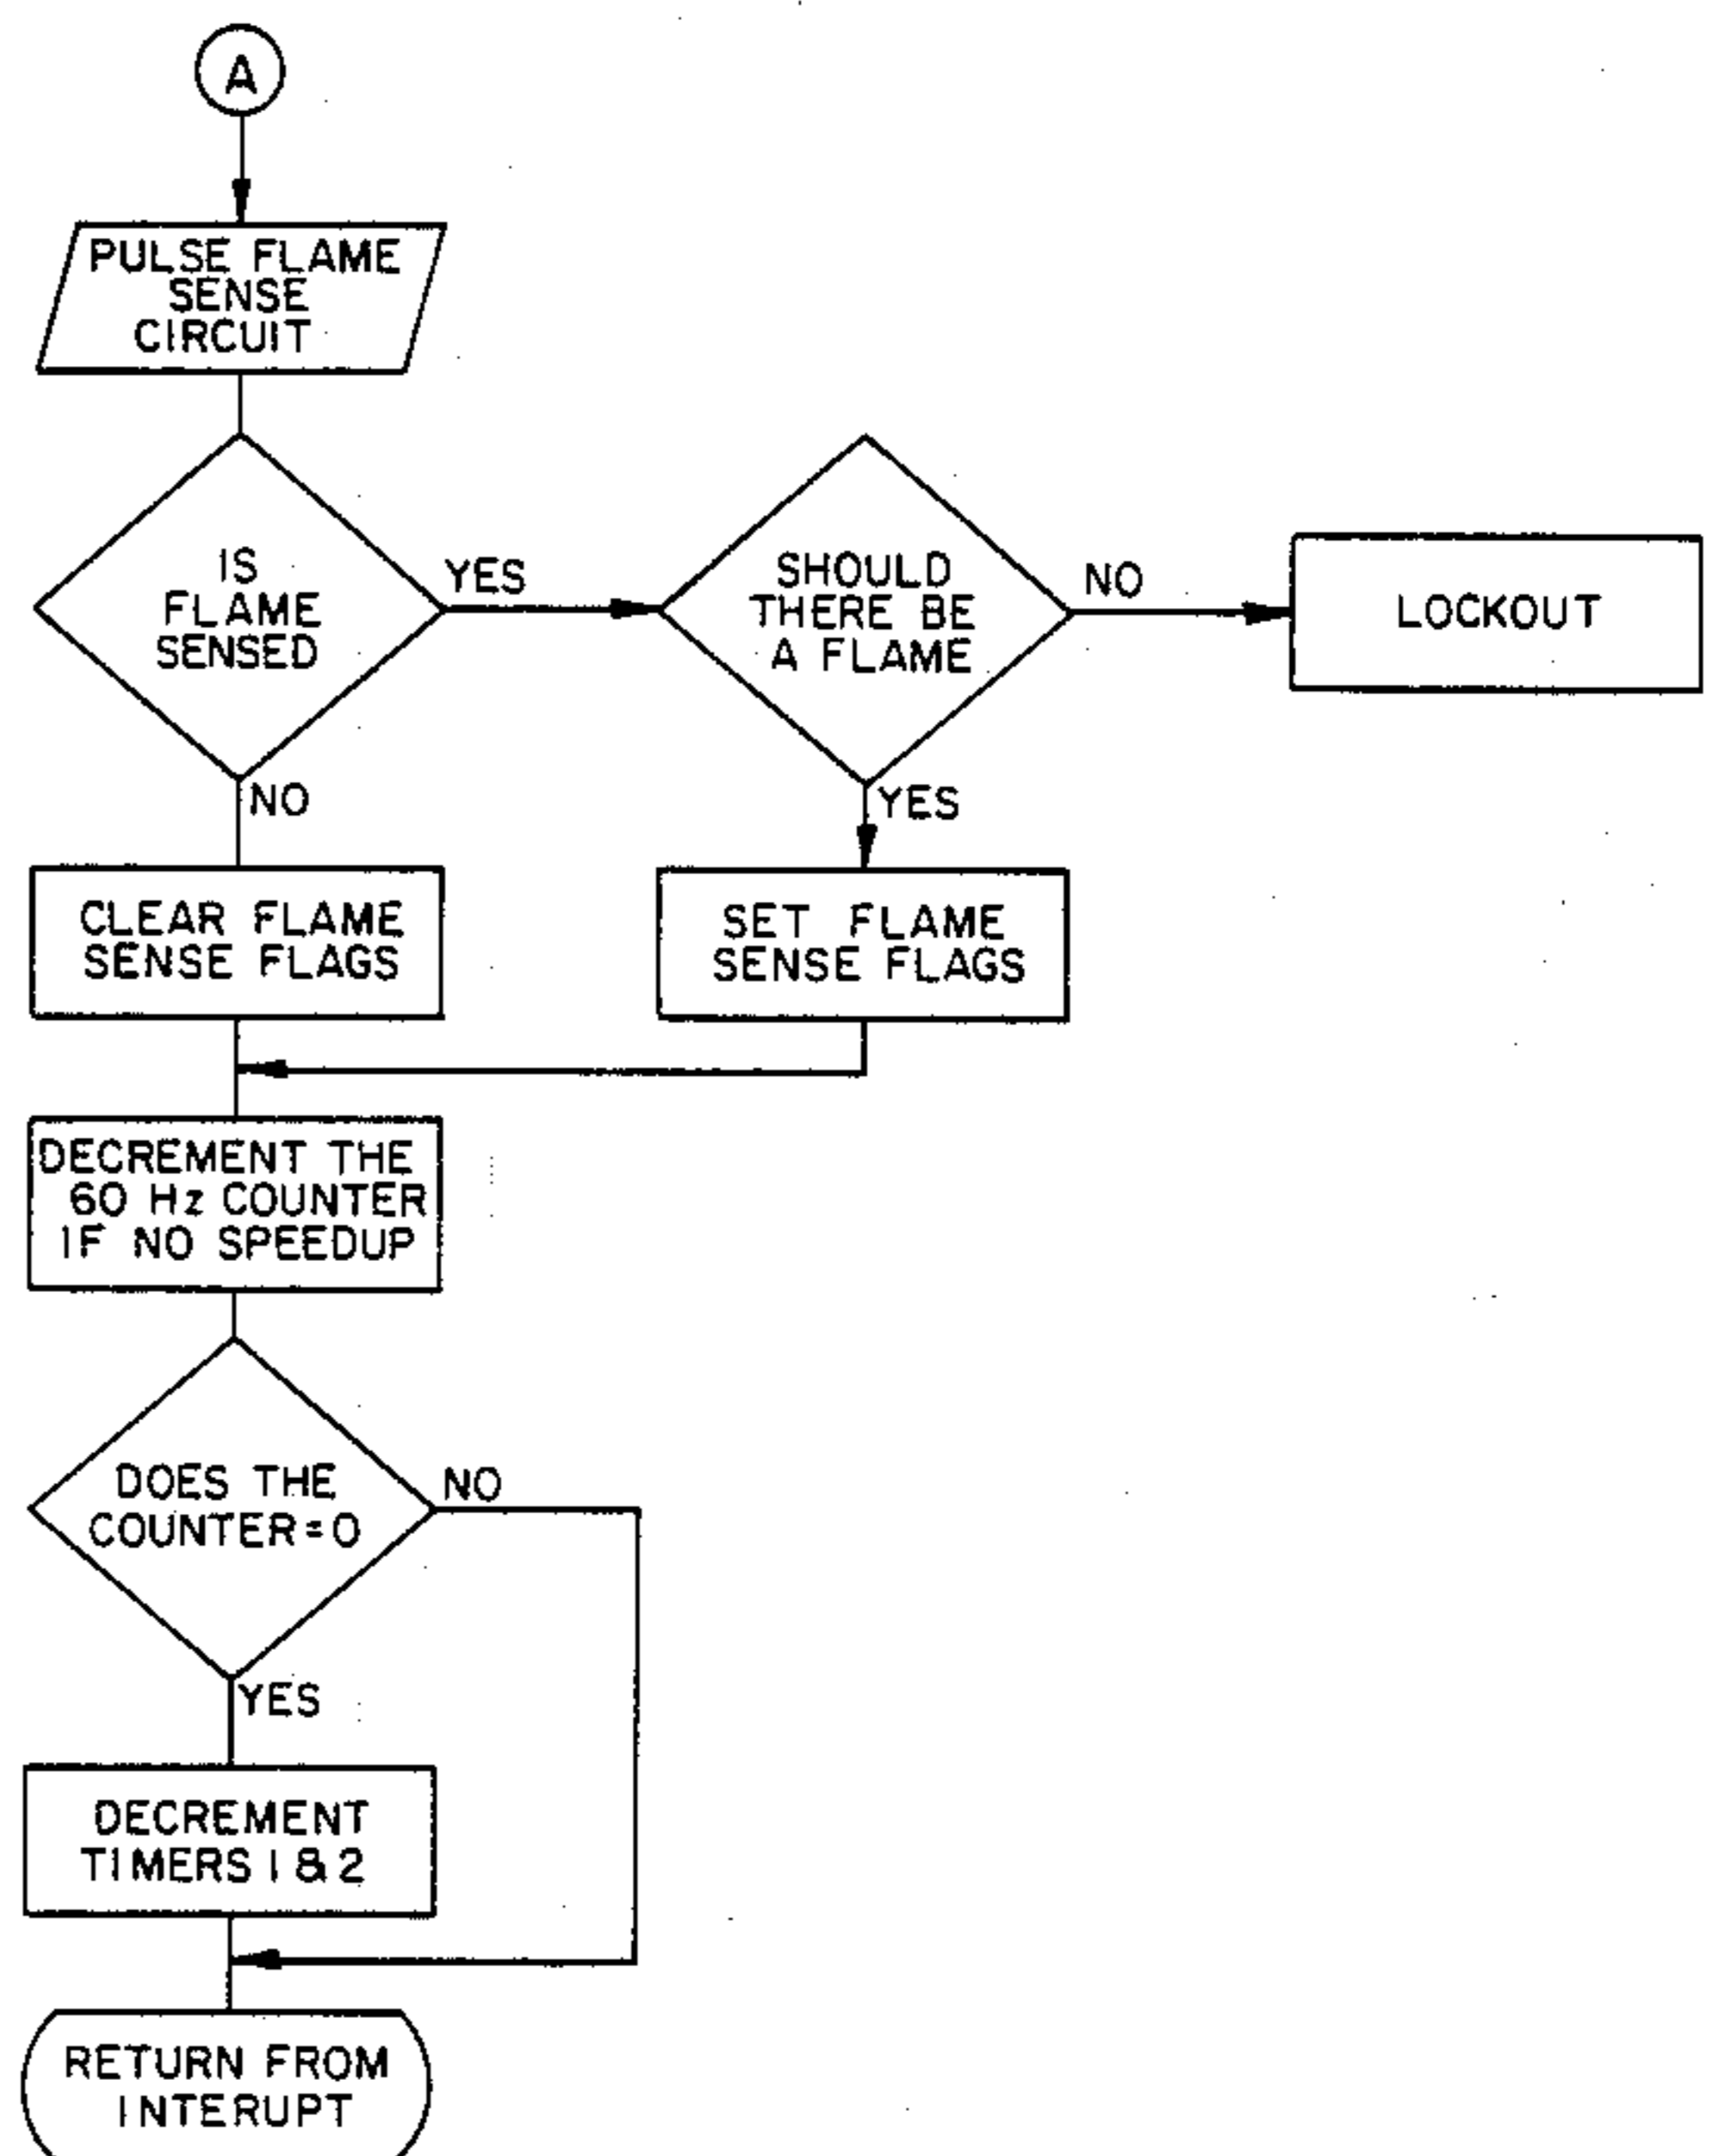 A
PULSE FLAME
SENSE
CIRCUIT
IS
FLAME
SENSED
YES
SHOULD
THERE BE
A FLAME
NO
LOCKOUT
NO
YES
CLEAR FLAME
SENSE FLAGS
SET FLAME
SENSE FLAGS
DECREMENT THE
60 Hz COUNTER
IF NO SPEEDUP
DOES THE
COUNTER=0
NO
YES
DECREMENT
TIMERS 1 & 2
RETURN FROM
INTERUPT